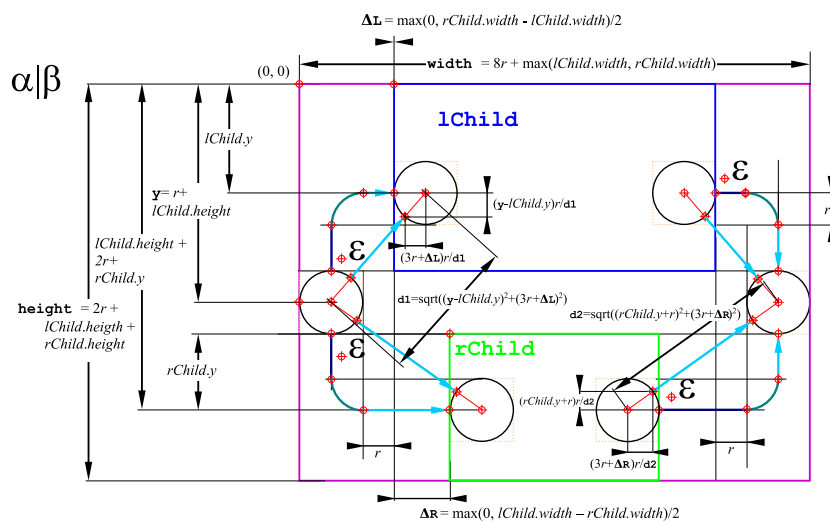 ΔL = max(0, rChild.width - lChild.width)/2
width = 8r + max(lChild.width, rChild.width)
(0, 0)
α|β
lChild
lChild.y
ε
ε
y= r+
lChild.height
(y-lChild.y)r/d1
r
lChild.height +
2r+
rChild.y
(3r+ΔL)r/d1
ε
d1=sqrt((y-lChild.y)²+(3r+ΔL)²)
d2=sqrt((rChild.y+r)²+(3r+ΔR)²)
height = 2r+
lChild.heigth +
rChild.height
rChild
ε
rChild.y
(rChild.y+r)r/d2
r
(3r+ΔR)r/d2
r
ΔR = max(0, lChild.width – rChild.width)/2